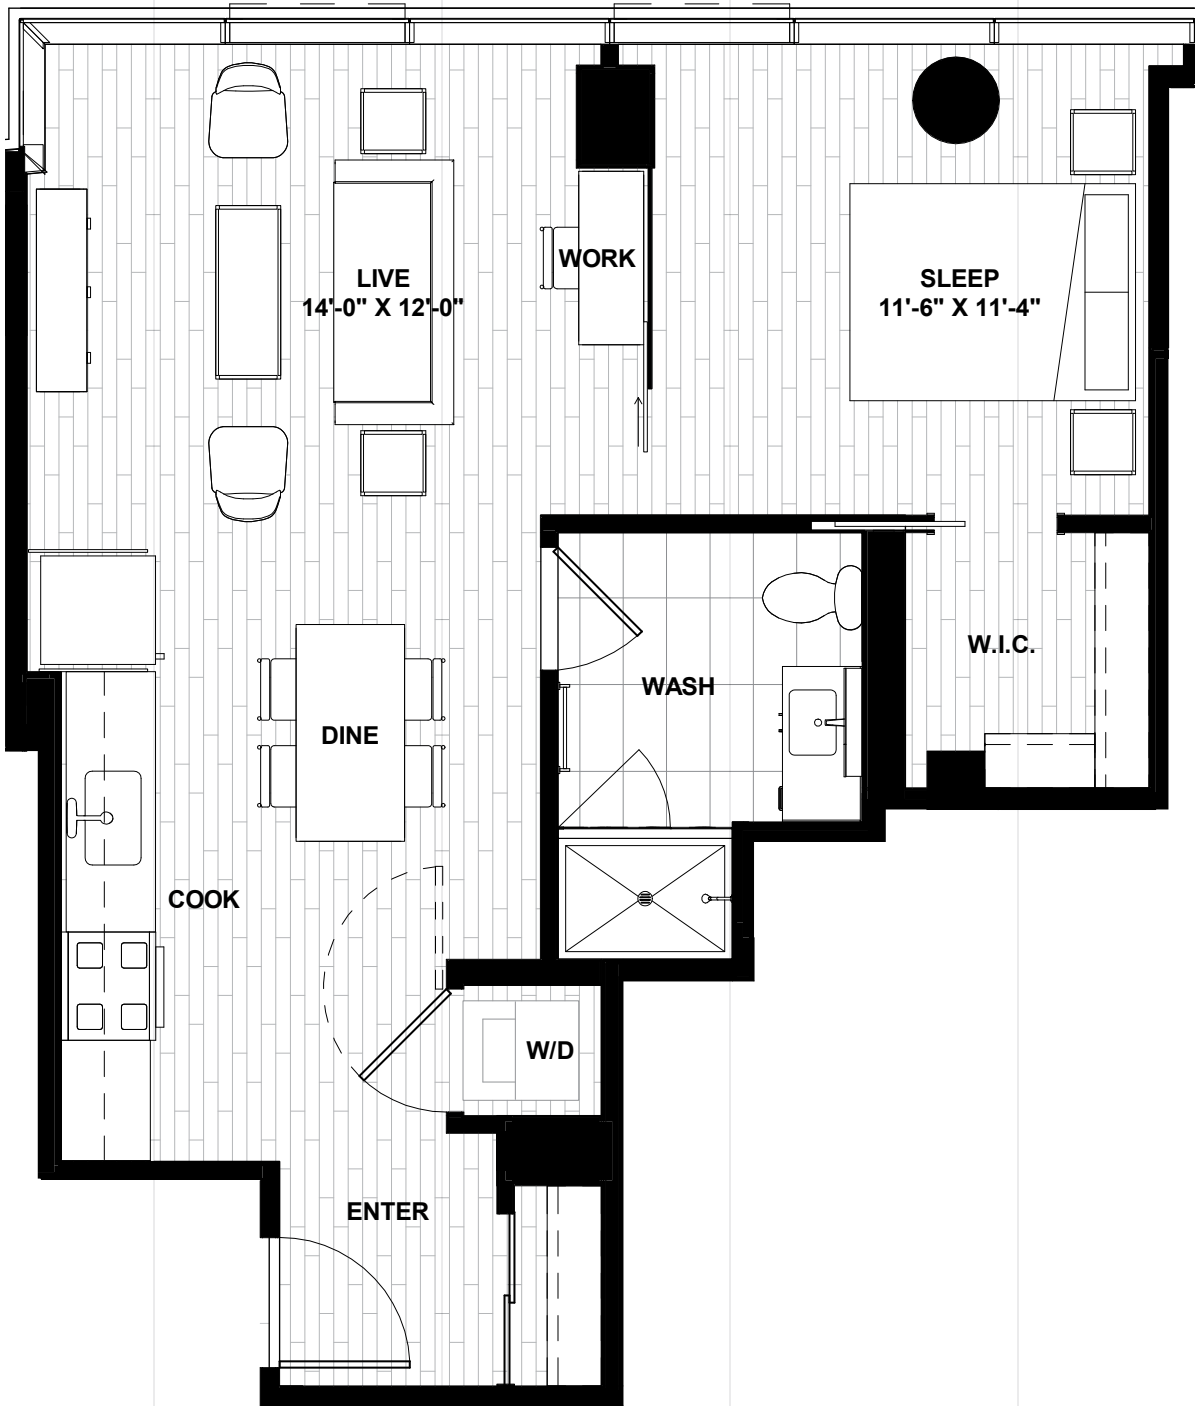 WORK
LIVE
14'-0" X 12'-0"
SLEEP
11'-6" X 11'-4"
W.I.C.
WASH
DINE
COOK
W/D
ENTER